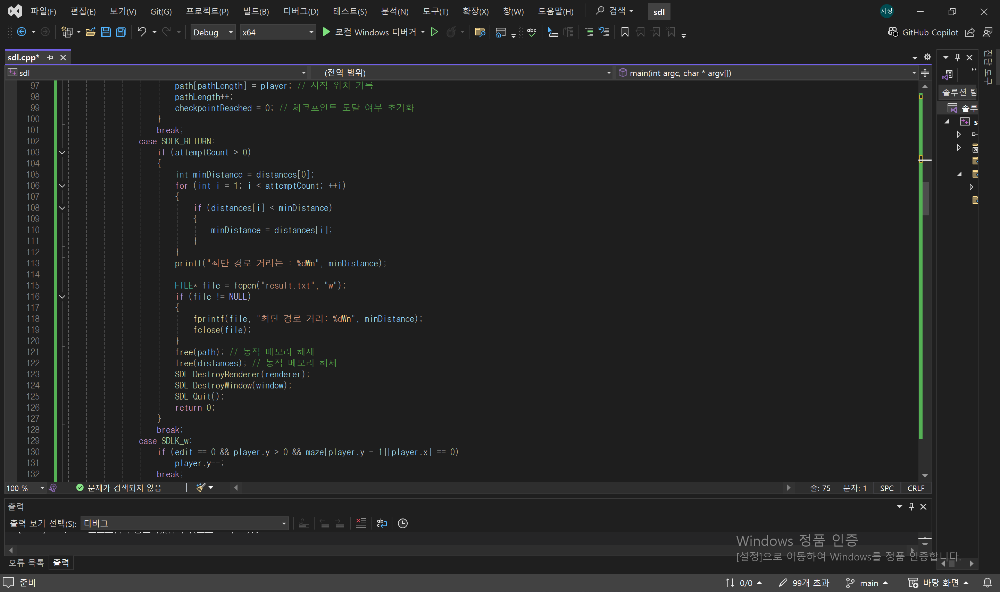 파일(F) 편집(E) 보기(V) Git(G) 프로젝트(P) 빌드(B) 디버그(D) 테스트(S) 분석(N) 도구(T) 확장(X) 창(W) 도움말(H) 검색 sdl 지정
Debug x64 로컬 Windows 디버거 abc GitHub Copilot
sdl.cpp*
sdl (전역 범위) main(int argc, char * argv[])
97 path[pathLength] = player; // 시작 위치 기록
98 pathLength++;
99 checkpointReached = 0; // 체크포인트 도달 여부 초기화
100 }
101 break;
102 case SDLK_RETURN:
103 if (attemptCount > 0)
104 {
105 int minDistance = distances[0];
106 for (int i = 1; i < attemptCount; ++i)
107 {
108 if (distances[i] < minDistance)
109 {
110 minDistance = distances[i];
111 }
112 }
113 printf("최단 경로 거리는 : %d₩n", minDistance);
114
115 FILE* file = fopen("result.txt", "w");
116 if (file != NULL)
117 {
118 fprintf(file, "최단 경로 거리: %d₩n", minDistance);
119 fclose(file);
120 }
121 free(path); // 동적 메모리 해제
122 free(distances); // 동적 메모리 해제
123 SDL_DestroyRenderer(renderer);
124 SDL_DestroyWindow(window);
125 SDL_Quit();
126 return 0;
127 }
128 break;
129 case SDLK_w:
130 if (edit == 0 && player.y > 0 && maze[player.y - 1][player.x] == 0)
131 player.y--;
132 break;
100 % 문제가 검색되지 않음 줄: 75 문자: 1 SPC CRLF
진단 도구
솔루션 탐
솔루
s
출력
출력 보기 선택(S): 디버그
오류 목록 출력
Windows 정품 인증
[설정]으로 이동하여 Windows를 정품 인증합니다.
준비 0/0 99개 초과 main 바탕 화면